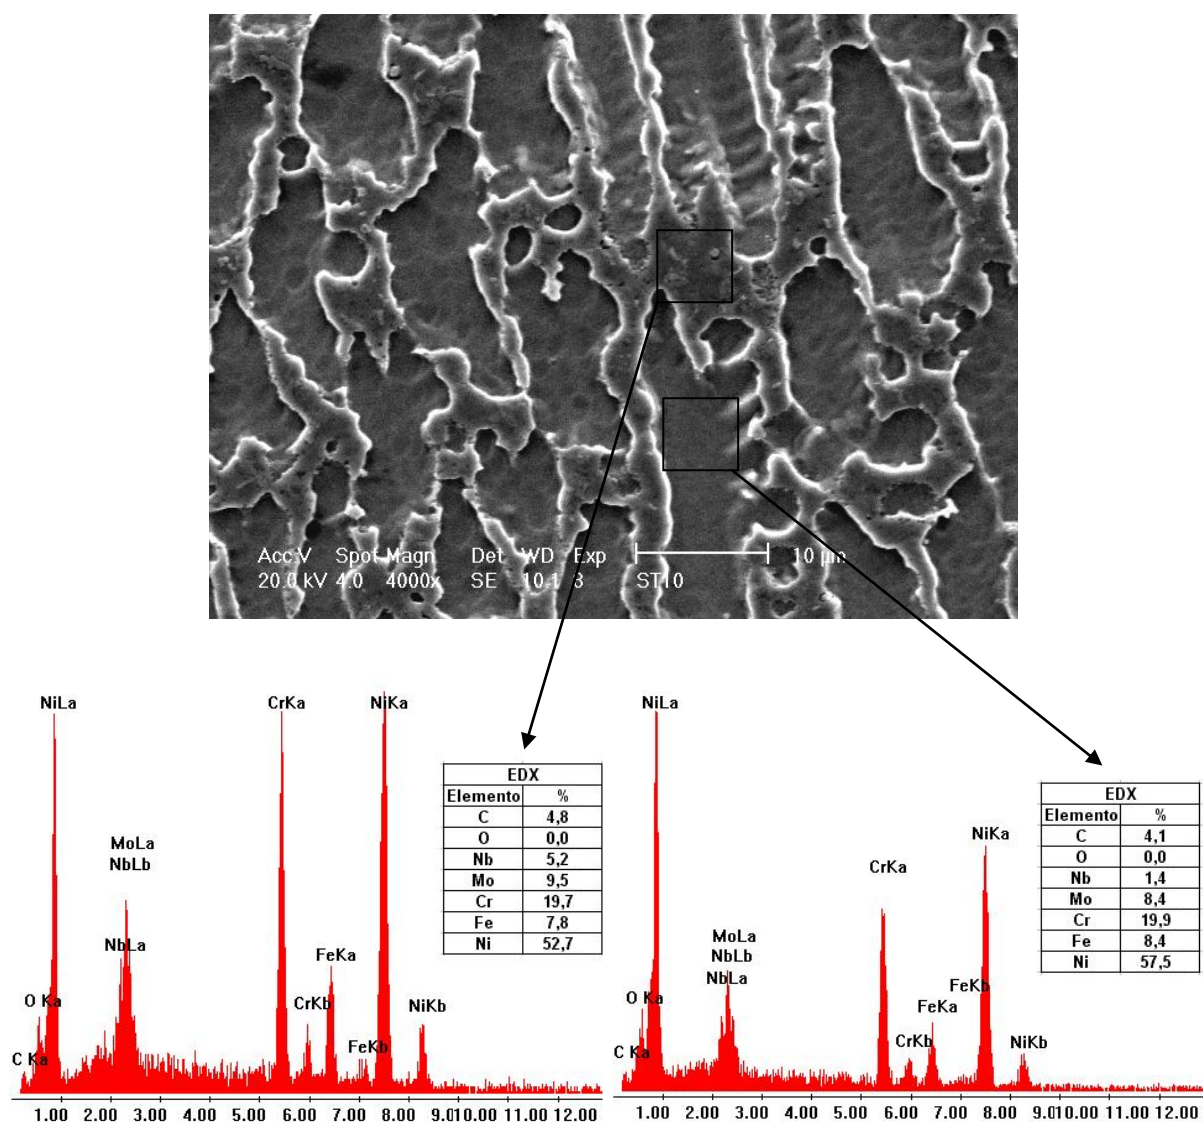 Acc.V Spot Magn Det WD Exp
20.0 kV 4.0 4000x SE 10.1 3 ST10
10 µm
NiLa
CrKa
NiKa
MoLa
NbLb
NbLa
O Ka
C Ka
CrKb
FeKa
FeKb
NiKb
EDX
Elemento %
C 4,8
O 0,0
Nb 5,2
Mo 9,5
Cr 19,7
Fe 7,8
Ni 52,7
1.00 2.00 3.00 4.00 5.00 6.00 7.00 8.00 9.010.00 11.00 12.00
NiLa
NiKa
CrKa
MoLa
NbLb
NbLa
O Ka
C Ka
CrKb
FeKa
FeKb
NiKb
EDX
Elemento %
C 4,1
O 0,0
Nb 1,4
Mo 8,4
Cr 19,9
Fe 8,4
Ni 57,5
1.00 2.00 3.00 4.00 5.00 6.00 7.00 8.00 9.010.00 11.00 12.00